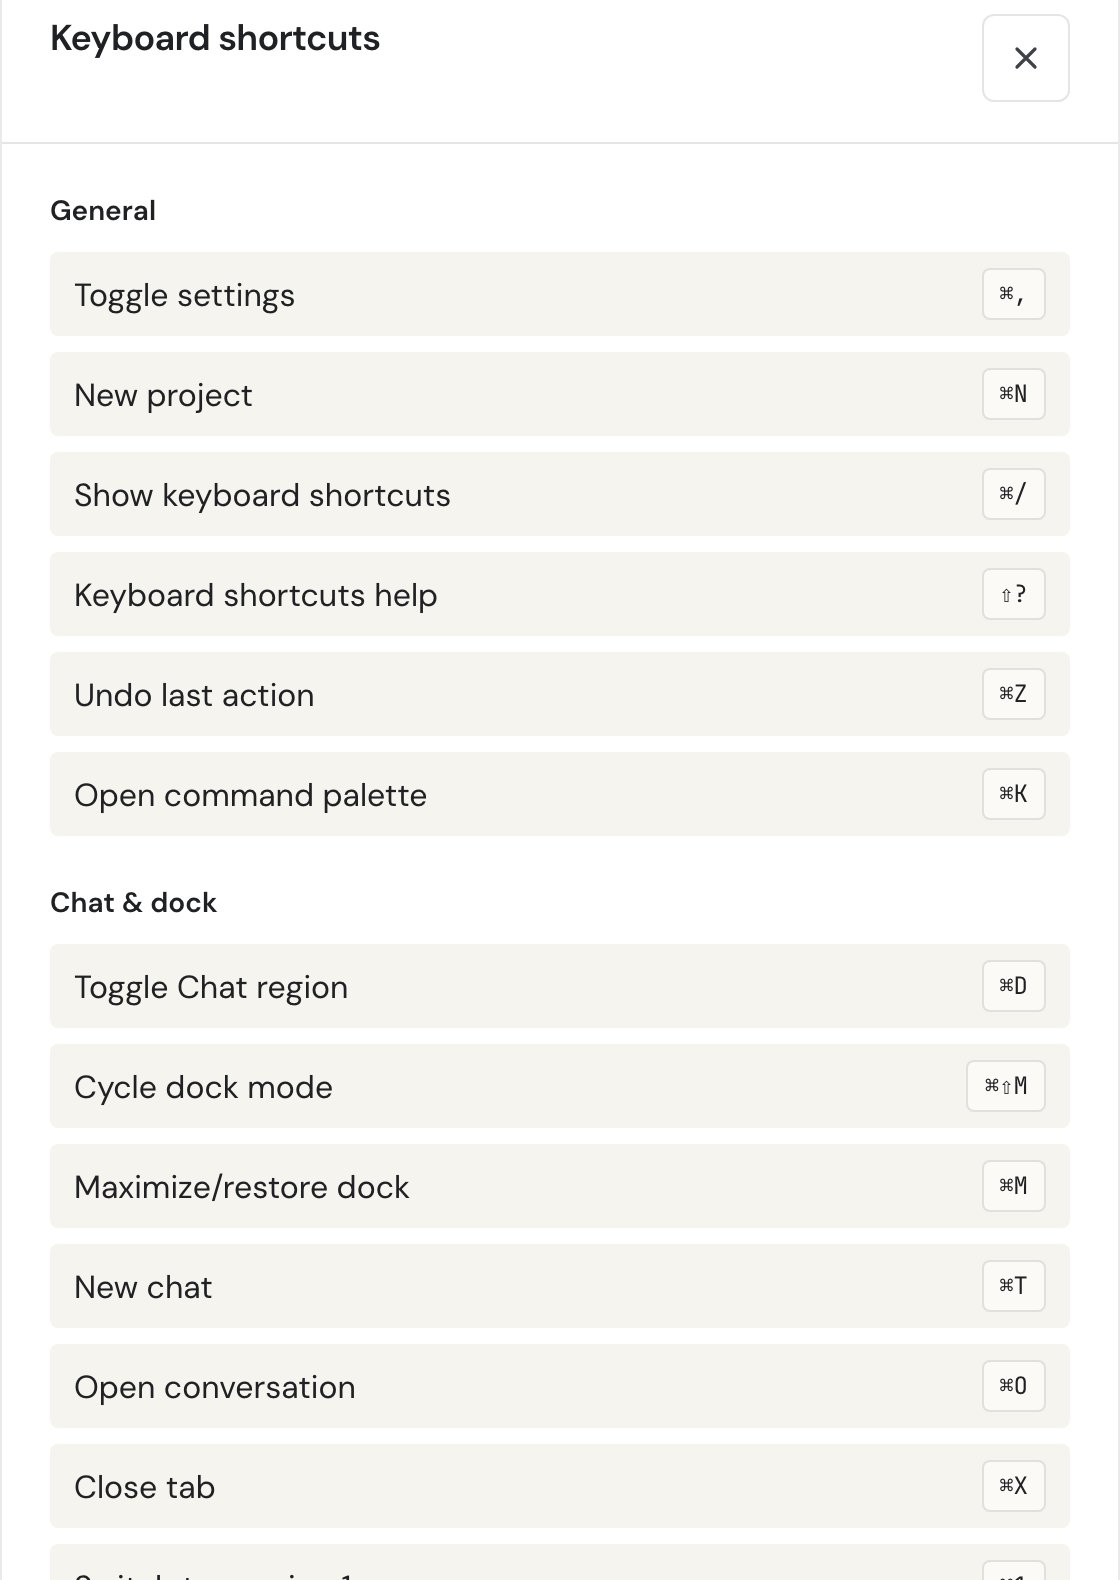 Keyboard shortcuts
General
Toggle settings ⌘,
New project ⌘N
Show keyboard shortcuts ⌘/
Keyboard shortcuts help ⇧?
Undo last action ⌘Z
Open command palette ⌘K
Chat & dock
Toggle Chat region ⌘D
Cycle dock mode ⌘⇧M
Maximize/restore dock ⌘M
New chat ⌘T
Open conversation ⌘O
Close tab ⌘X